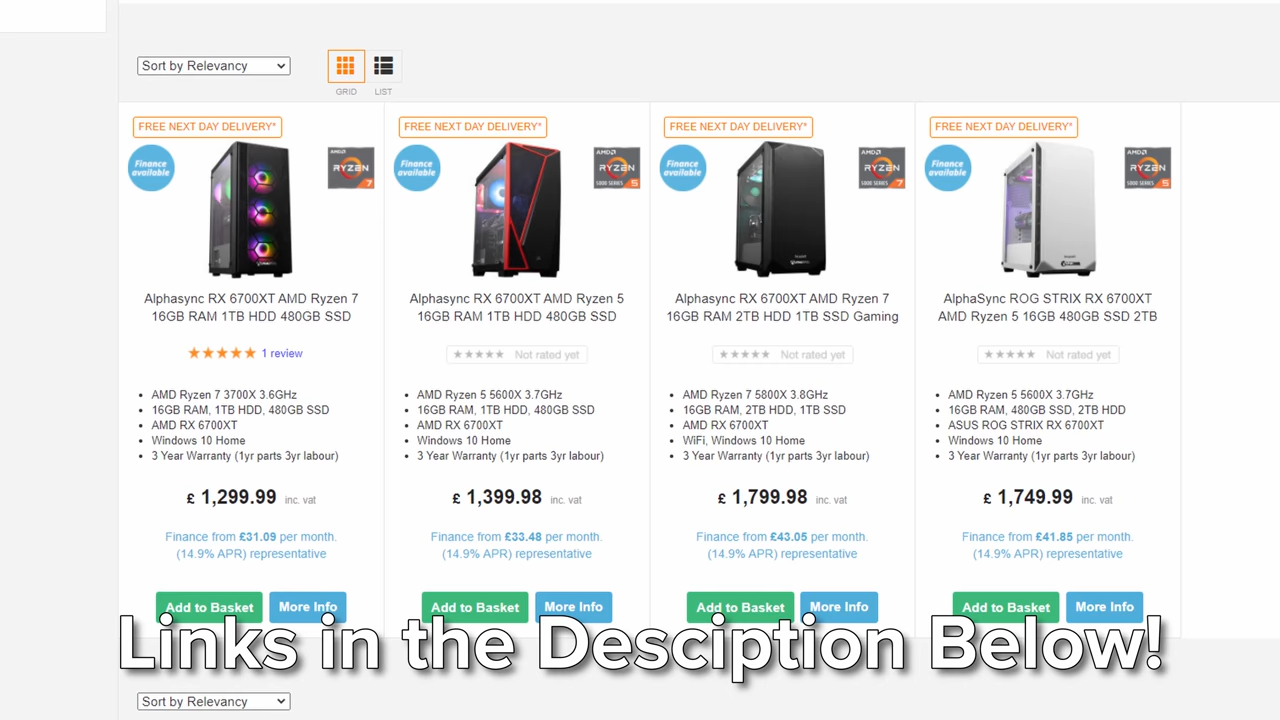 Sort by Relevancy
GRID
LIST
FREE NEXT DAY DELIVERY*
Finance
available
AMD
RYZEN
7
Alphasync RX 6700XT AMD Ryzen 7
16GB RAM 1TB HDD 480GB SSD
★★★★★ 1 review
• AMD Ryzen 7 3700X 3.6GHz
• 16GB RAM, 1TB HDD, 480GB SSD
• AMD RX 6700XT
• Windows 10 Home
• 3 Year Warranty (1yr parts 3yr labour)
£ 1,299.99 inc. vat
Finance from £31.09 per month.
(14.9% APR) representative
Add to Basket
More Info
FREE NEXT DAY DELIVERY*
Finance
available
AMD
RYZEN
5000 SERIES 5
Alphasync RX 6700XT AMD Ryzen 5
16GB RAM 1TB HDD 480GB SSD
★★★★★ Not rated yet
• AMD Ryzen 5 5600X 3.7GHz
• 16GB RAM, 1TB HDD, 480GB SSD
• AMD RX 6700XT
• Windows 10 Home
• 3 Year Warranty (1yr parts 3yr labour)
£ 1,399.98 inc. vat
Finance from £33.48 per month.
(14.9% APR) representative
Add to Basket
More Info
FREE NEXT DAY DELIVERY*
Finance
available
AMD
RYZEN
5000 SERIES 7
Alphasync RX 6700XT AMD Ryzen 7
16GB RAM 2TB HDD 1TB SSD Gaming
★★★★★ Not rated yet
• AMD Ryzen 7 5800X 3.8GHz
• 16GB RAM, 2TB HDD, 1TB SSD
• AMD RX 6700XT
• WiFi, Windows 10 Home
• 3 Year Warranty (1yr parts 3yr labour)
£ 1,799.98 inc. vat
Finance from £43.05 per month.
(14.9% APR) representative
Add to Basket
More Info
FREE NEXT DAY DELIVERY*
Finance
available
AMD
RYZEN
5000 SERIES 5
AlphaSync ROG STRIX RX 6700XT
AMD Ryzen 5 16GB 480GB SSD 2TB
★★★★★ Not rated yet
• AMD Ryzen 5 5600X 3.7GHz
• 16GB RAM, 480GB SSD, 2TB HDD
• ASUS ROG STRIX RX 6700XT
• Windows 10 Home
• 3 Year Warranty (1yr parts 3yr labour)
£ 1,749.99 inc. vat
Finance from £41.85 per month.
(14.9% APR) representative
Add to Basket
More Info
Links in the Desciption Below!
Sort by Relevancy